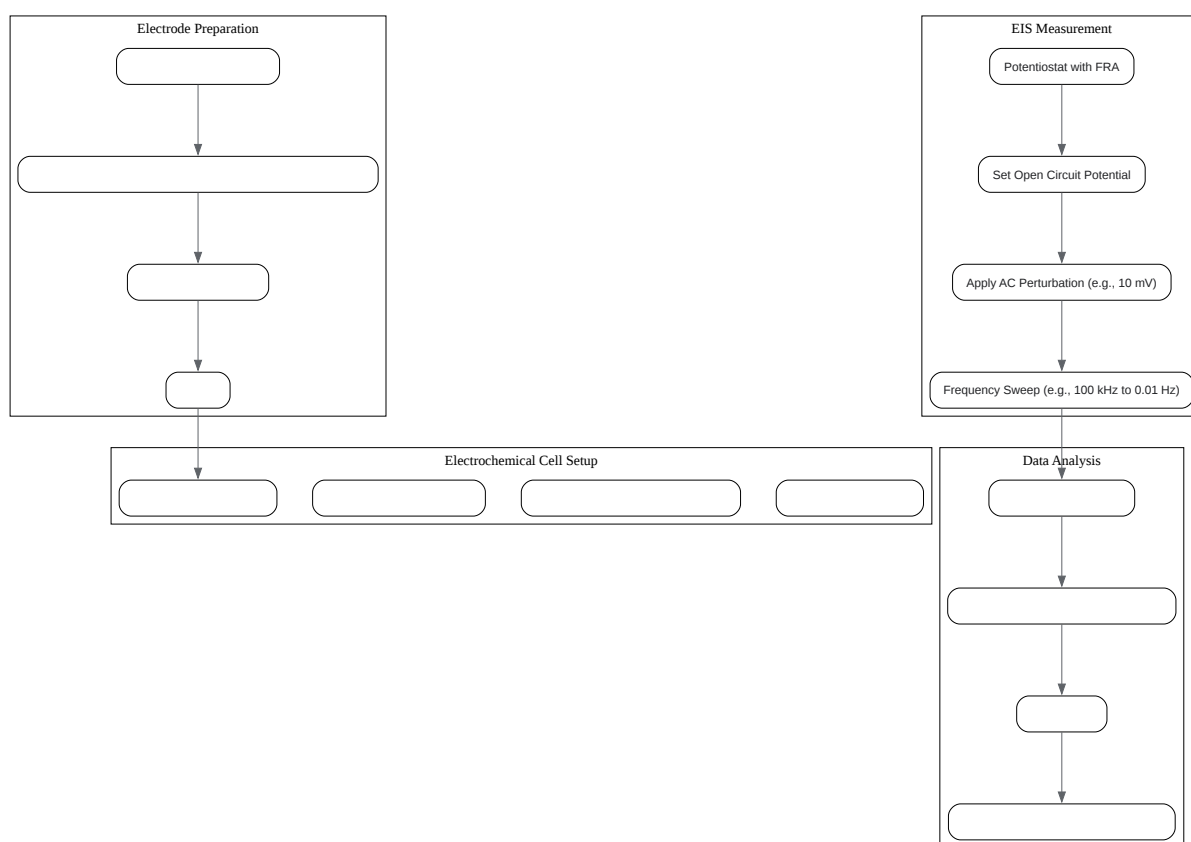 Electrode Preparation
EIS Measurement
Potentiostat with FRA
Set Open Circuit Potential
Apply AC Perturbation (e.g., 10 mV)
Frequency Sweep (e.g., 100 kHz to 0.01 Hz)
Electrochemical Cell Setup
Data Analysis